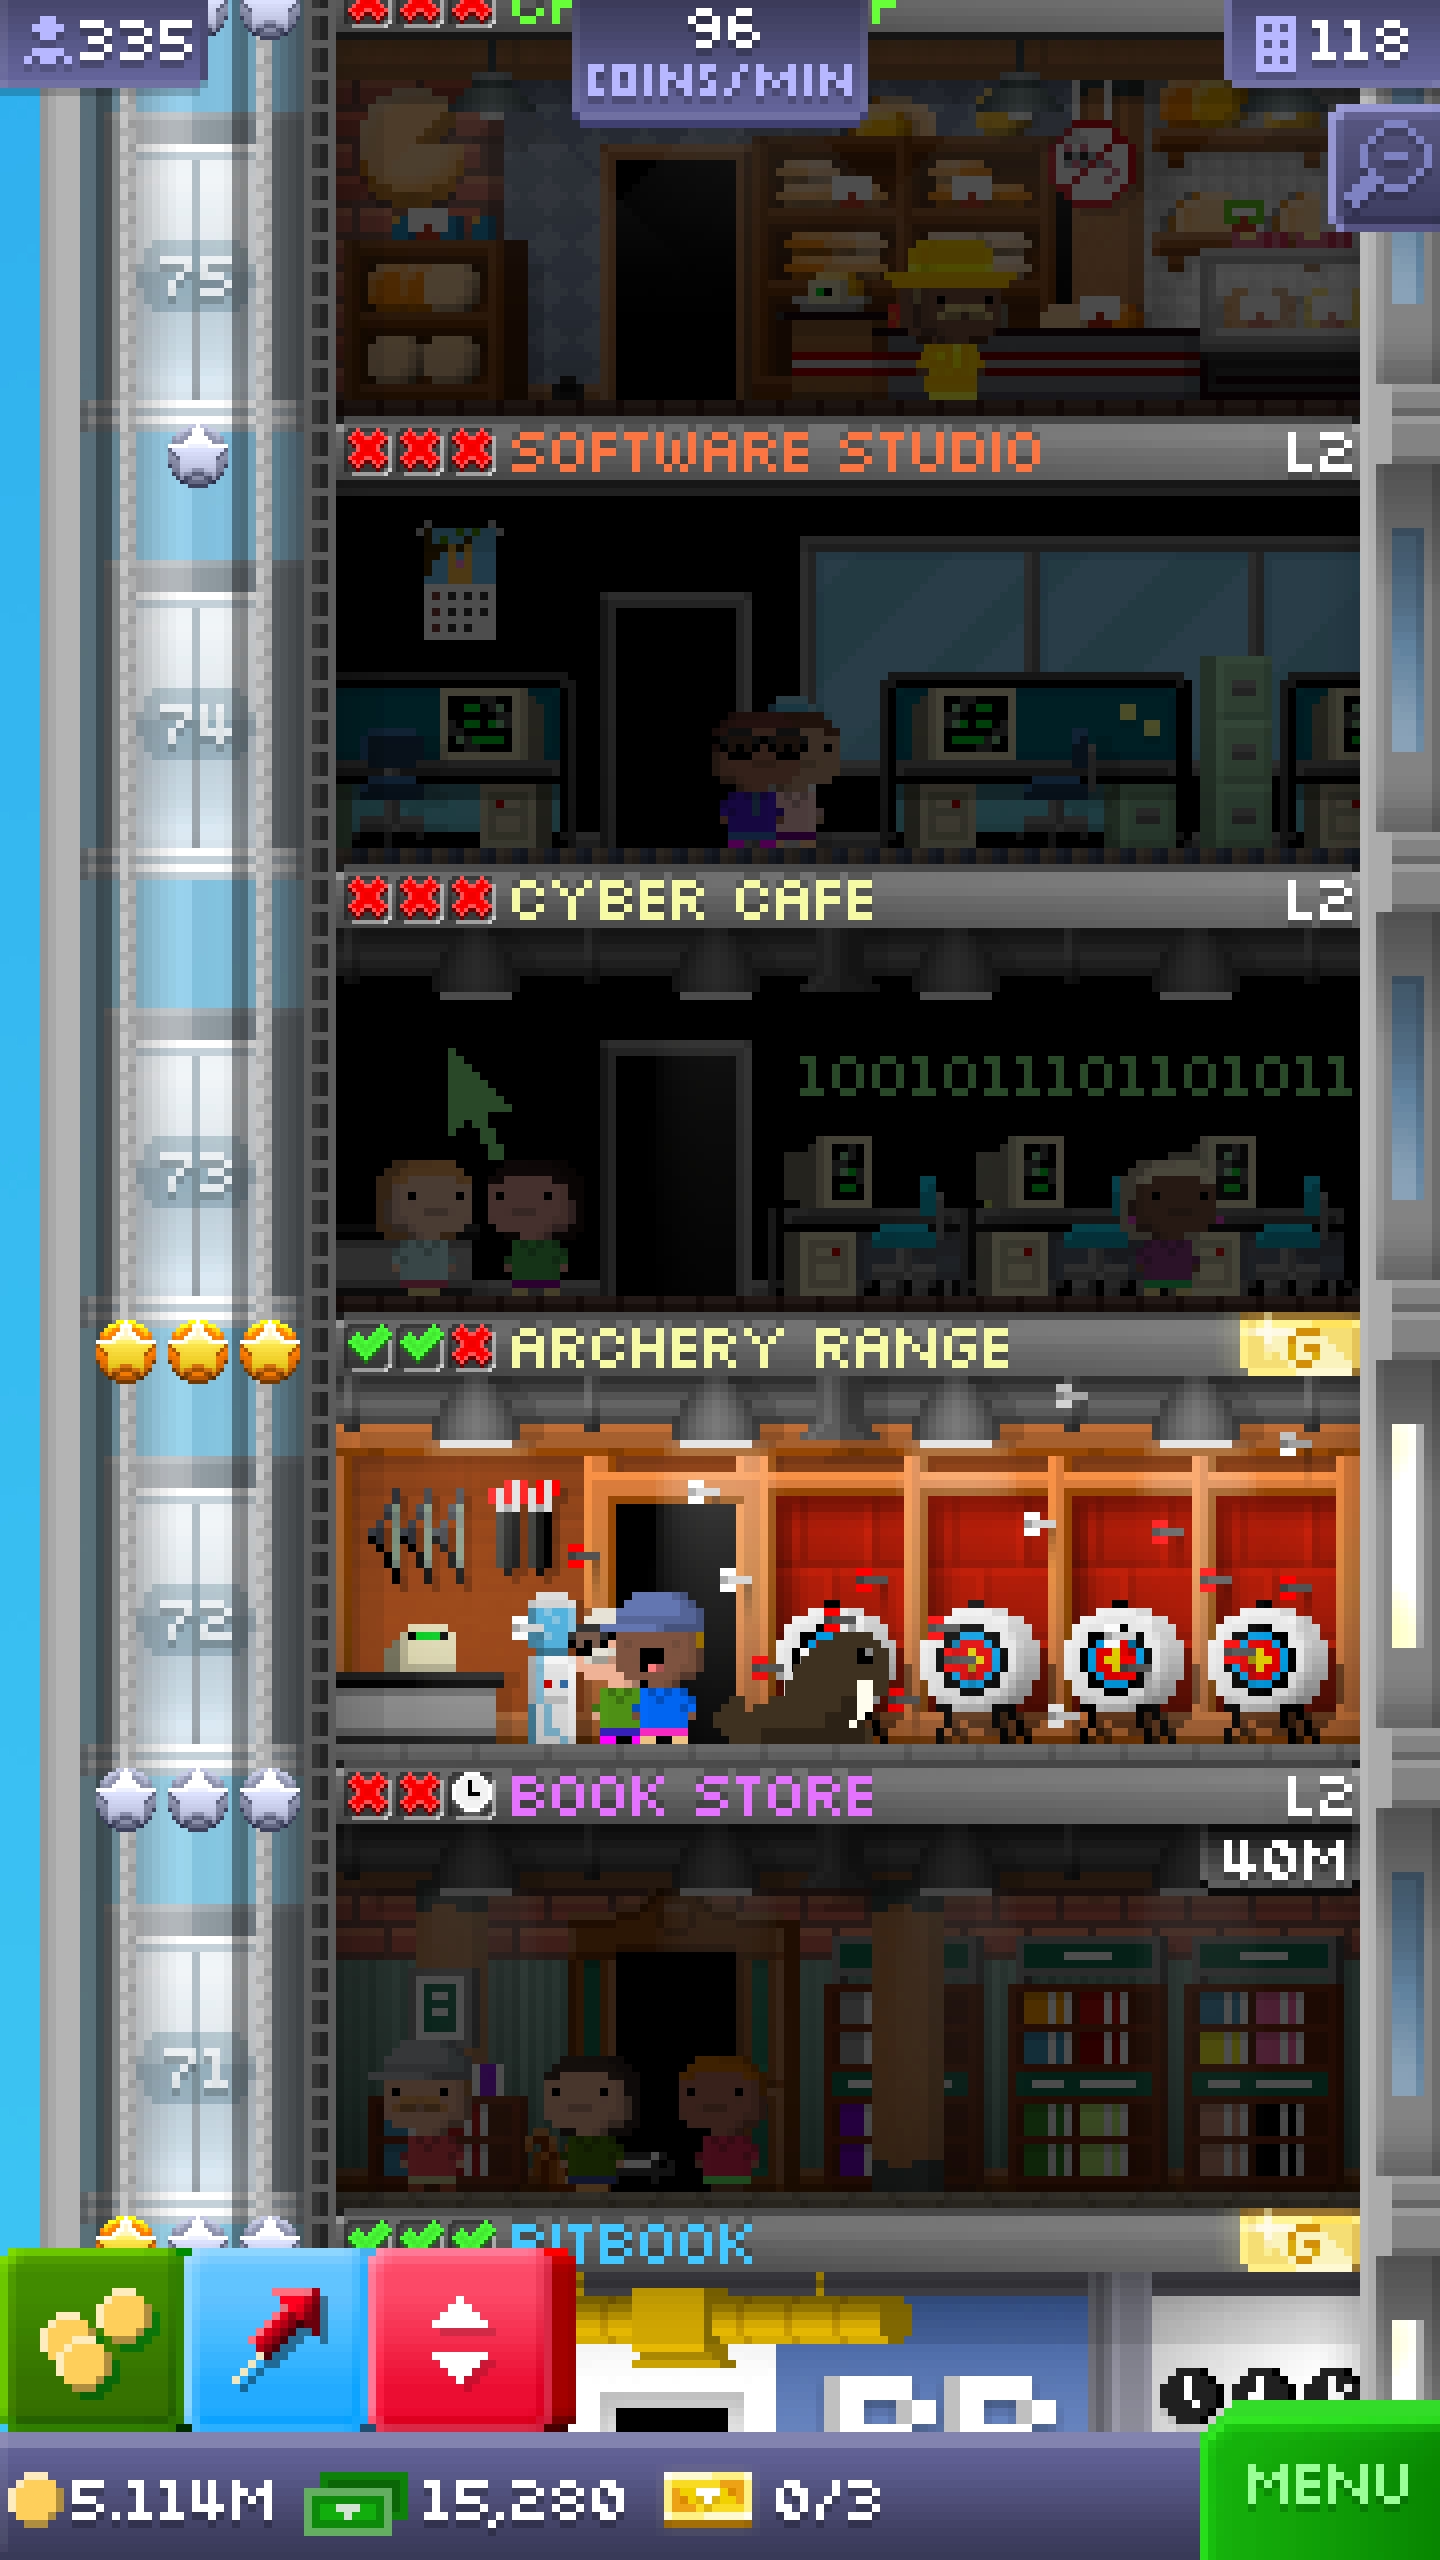 335
96
COINS/MIN
118
75
SOFTWARE STUDIO L2
74
CYBER CAFE L2
1001011101101011
73
ARCHERY RANGE G
72
BOOK STORE L2
40M
71
BITBOOK G
5.114M 15,280 0/3
MENU